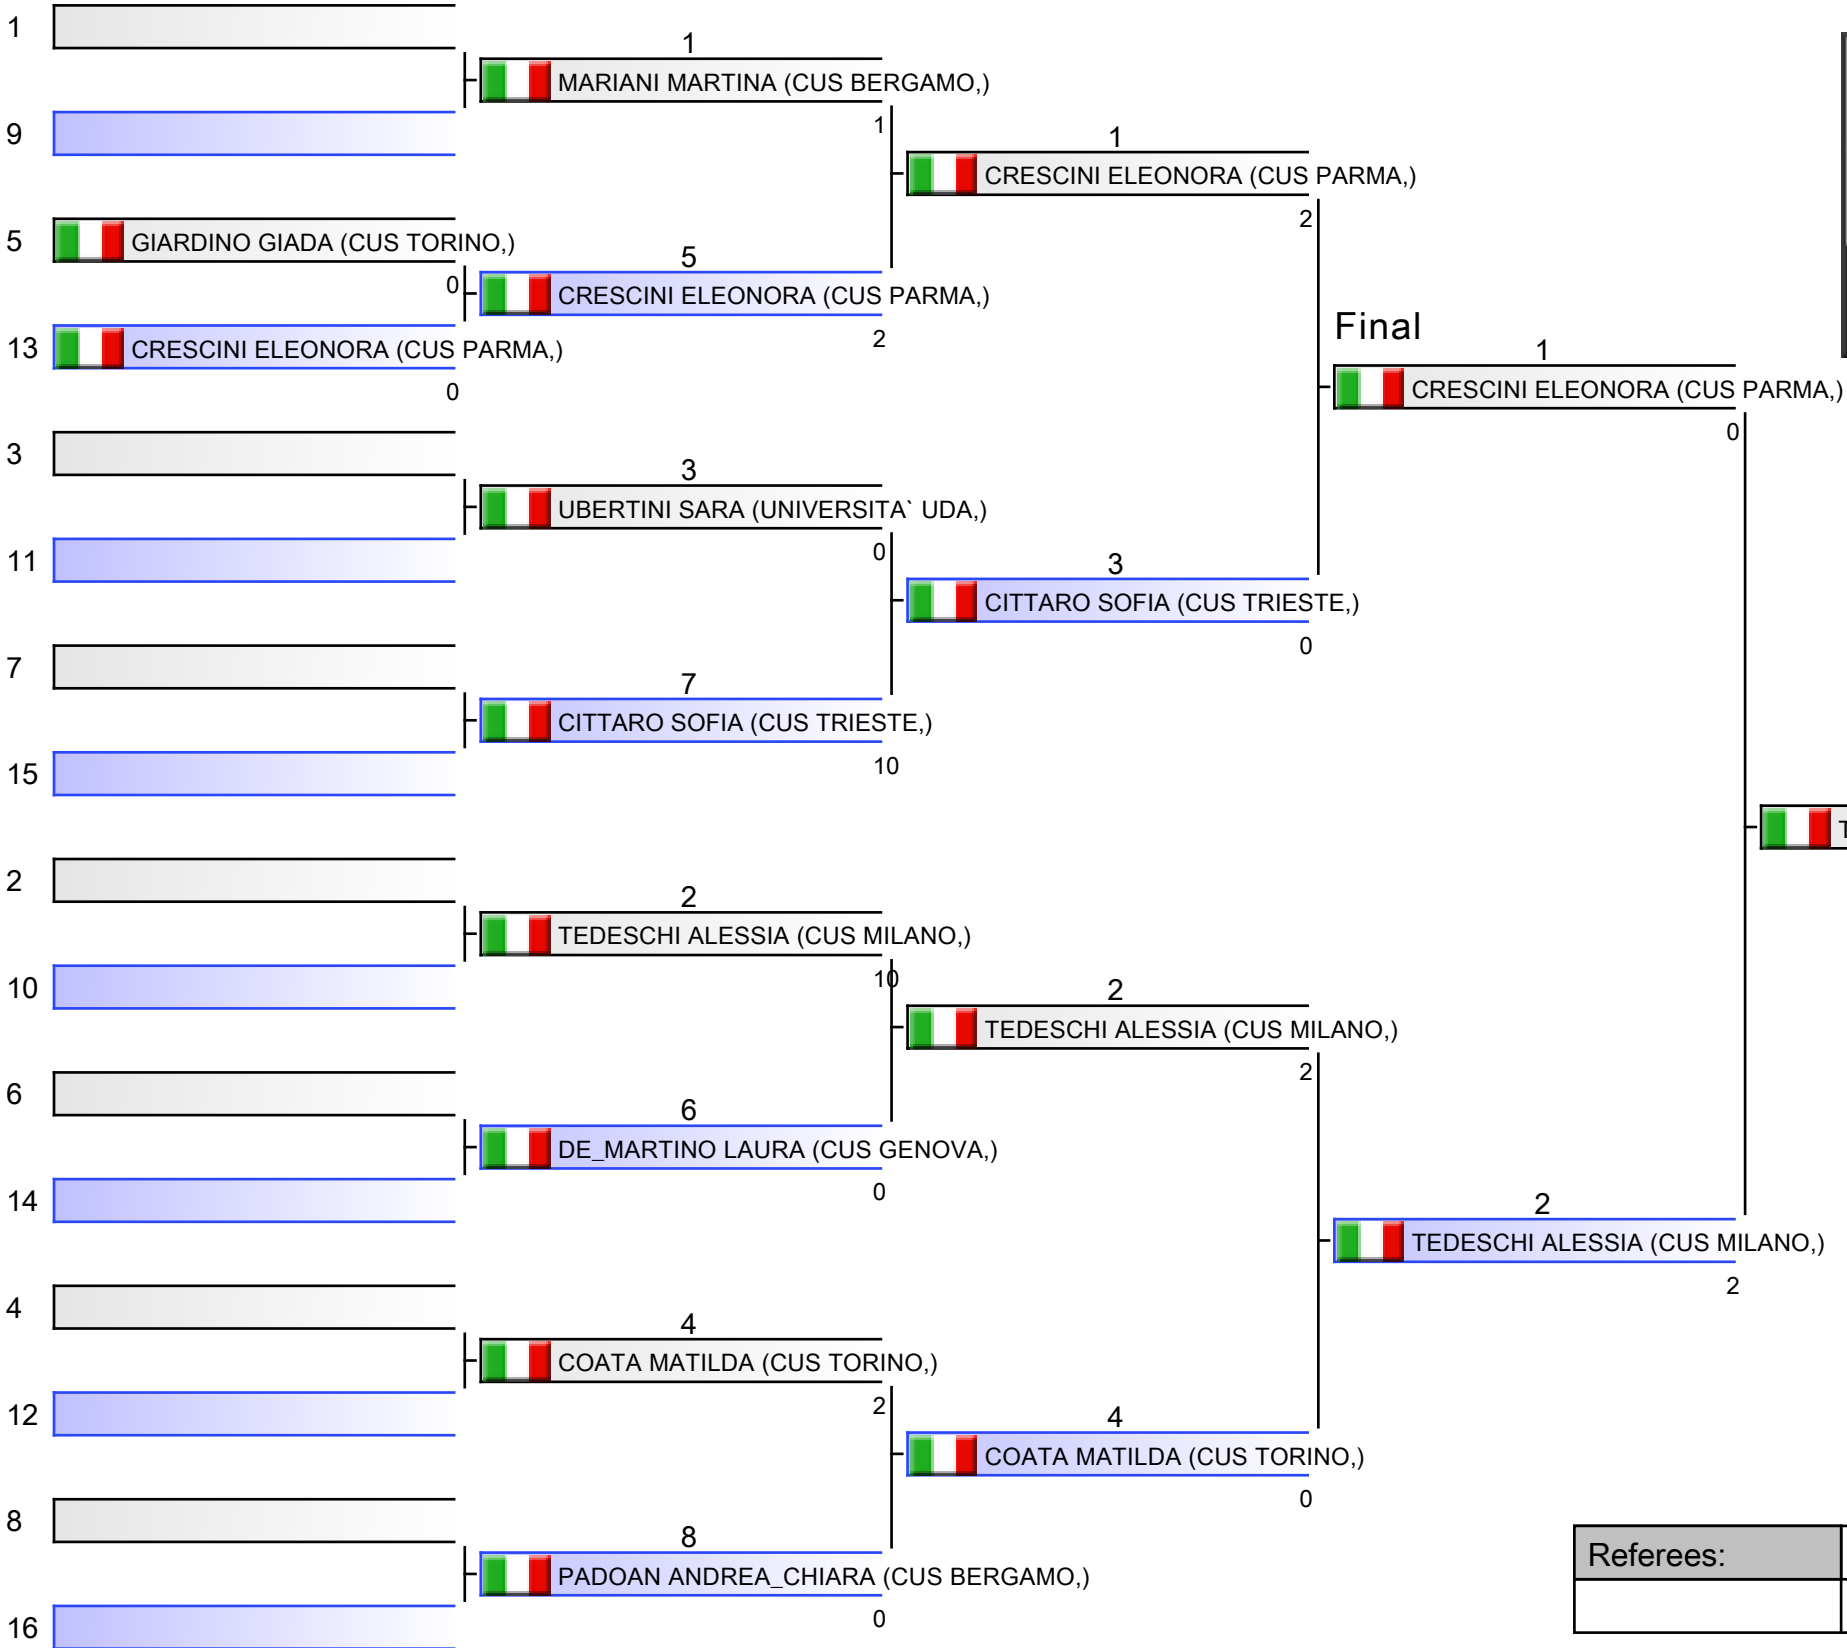 1
1
MARIANI MARTINA (CUS BERGAMO,)
1
9
1
CRESCINI ELEONORA (CUS PARMA,)
2
5
GIARDINO GIADA (CUS TORINO,)
0
5
CRESCINI ELEONORA (CUS PARMA,)
2
13
CRESCINI ELEONORA (CUS PARMA,)
0
Final
1
CRESCINI ELEONORA (CUS PARMA,)
0
3
3
UBERTINI SARA (UNIVERSITA` UDA,)
0
11
3
CITTARO SOFIA (CUS TRIESTE,)
0
7
7
CITTARO SOFIA (CUS TRIESTE,)
10
15
T
2
2
TEDESCHI ALESSIA (CUS MILANO,)
10
10
2
TEDESCHI ALESSIA (CUS MILANO,)
2
6
6
DE_MARTINO LAURA (CUS GENOVA,)
0
14
2
TEDESCHI ALESSIA (CUS MILANO,)
2
4
4
COATA MATILDA (CUS TORINO,)
2
12
4
COATA MATILDA (CUS TORINO,)
0
8
8
PADOAN ANDREA_CHIARA (CUS BERGAMO,)
0
16
Referees: